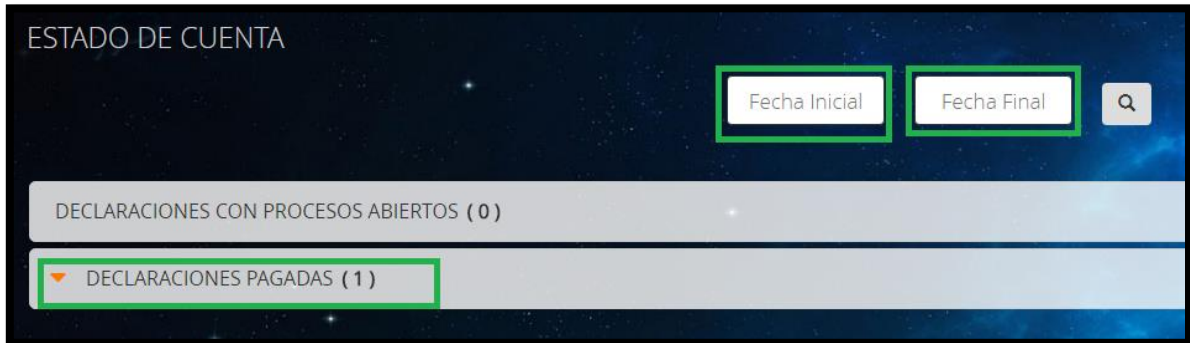 ESTADO DE CUENTA
Fecha Inicial
Fecha Final
DECLARACIONES CON PROCESOS ABIERTOS (0)
DECLARACIONES PAGADAS (1)